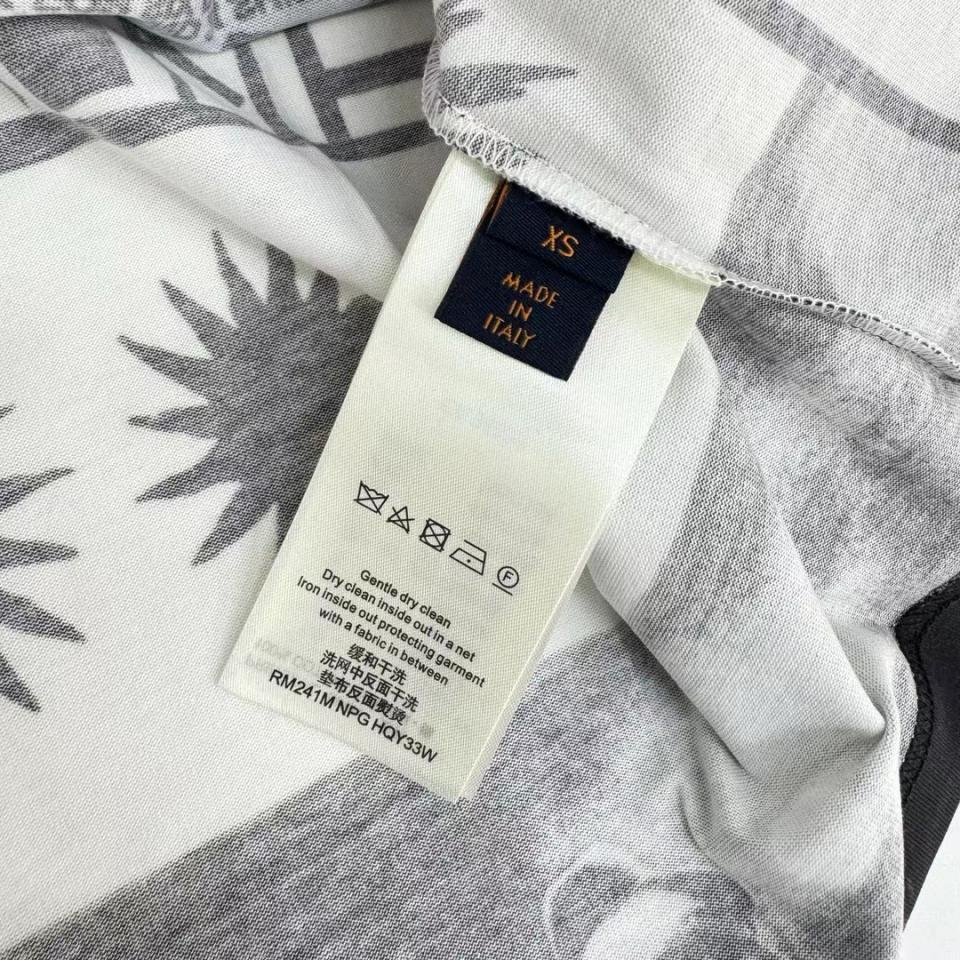 XS
MADE
IN
ITALY
F
Gentle dry clean
Dry clean inside out in a net
Iron inside out protecting garment
with a fabric in between
缓和干洗
洗网中反面干洗
垫布反面熨烫
RM241M NPG HQY33W